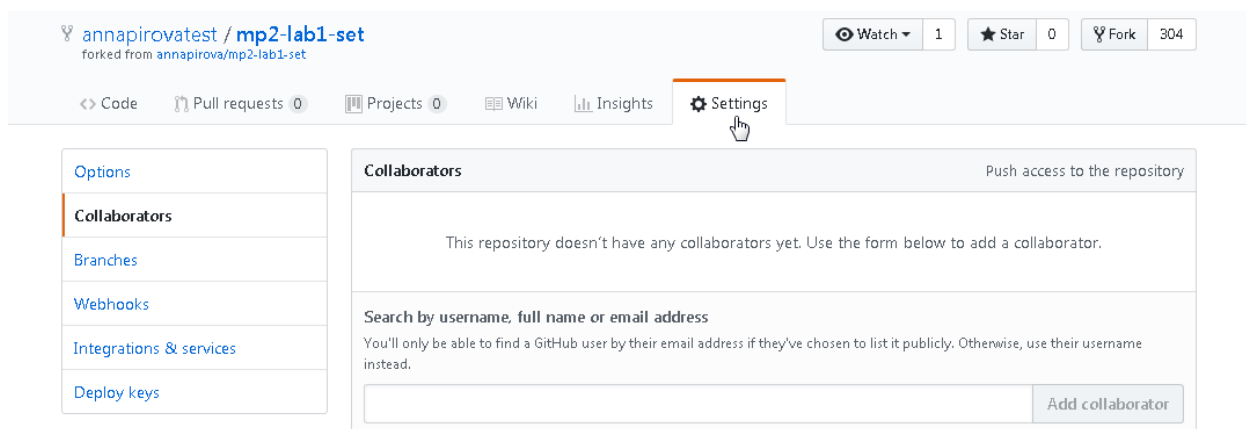 annapirovatest / mp2-lab1-set
forked from annapirova/mp2-lab1-set
Watch 1 Star 0 Fork 304
Code Pull requests 0 Projects 0 Wiki Insights Settings
Options
Collaborators
Branches
Webhooks
Integrations & services
Deploy keys
Collaborators Push access to the repository
This repository doesn't have any collaborators yet. Use the form below to add a collaborator.
Search by username, full name or email address
You'll only be able to find a GitHub user by their email address if they've chosen to list it publicly. Otherwise, use their username
instead.
Add collaborator